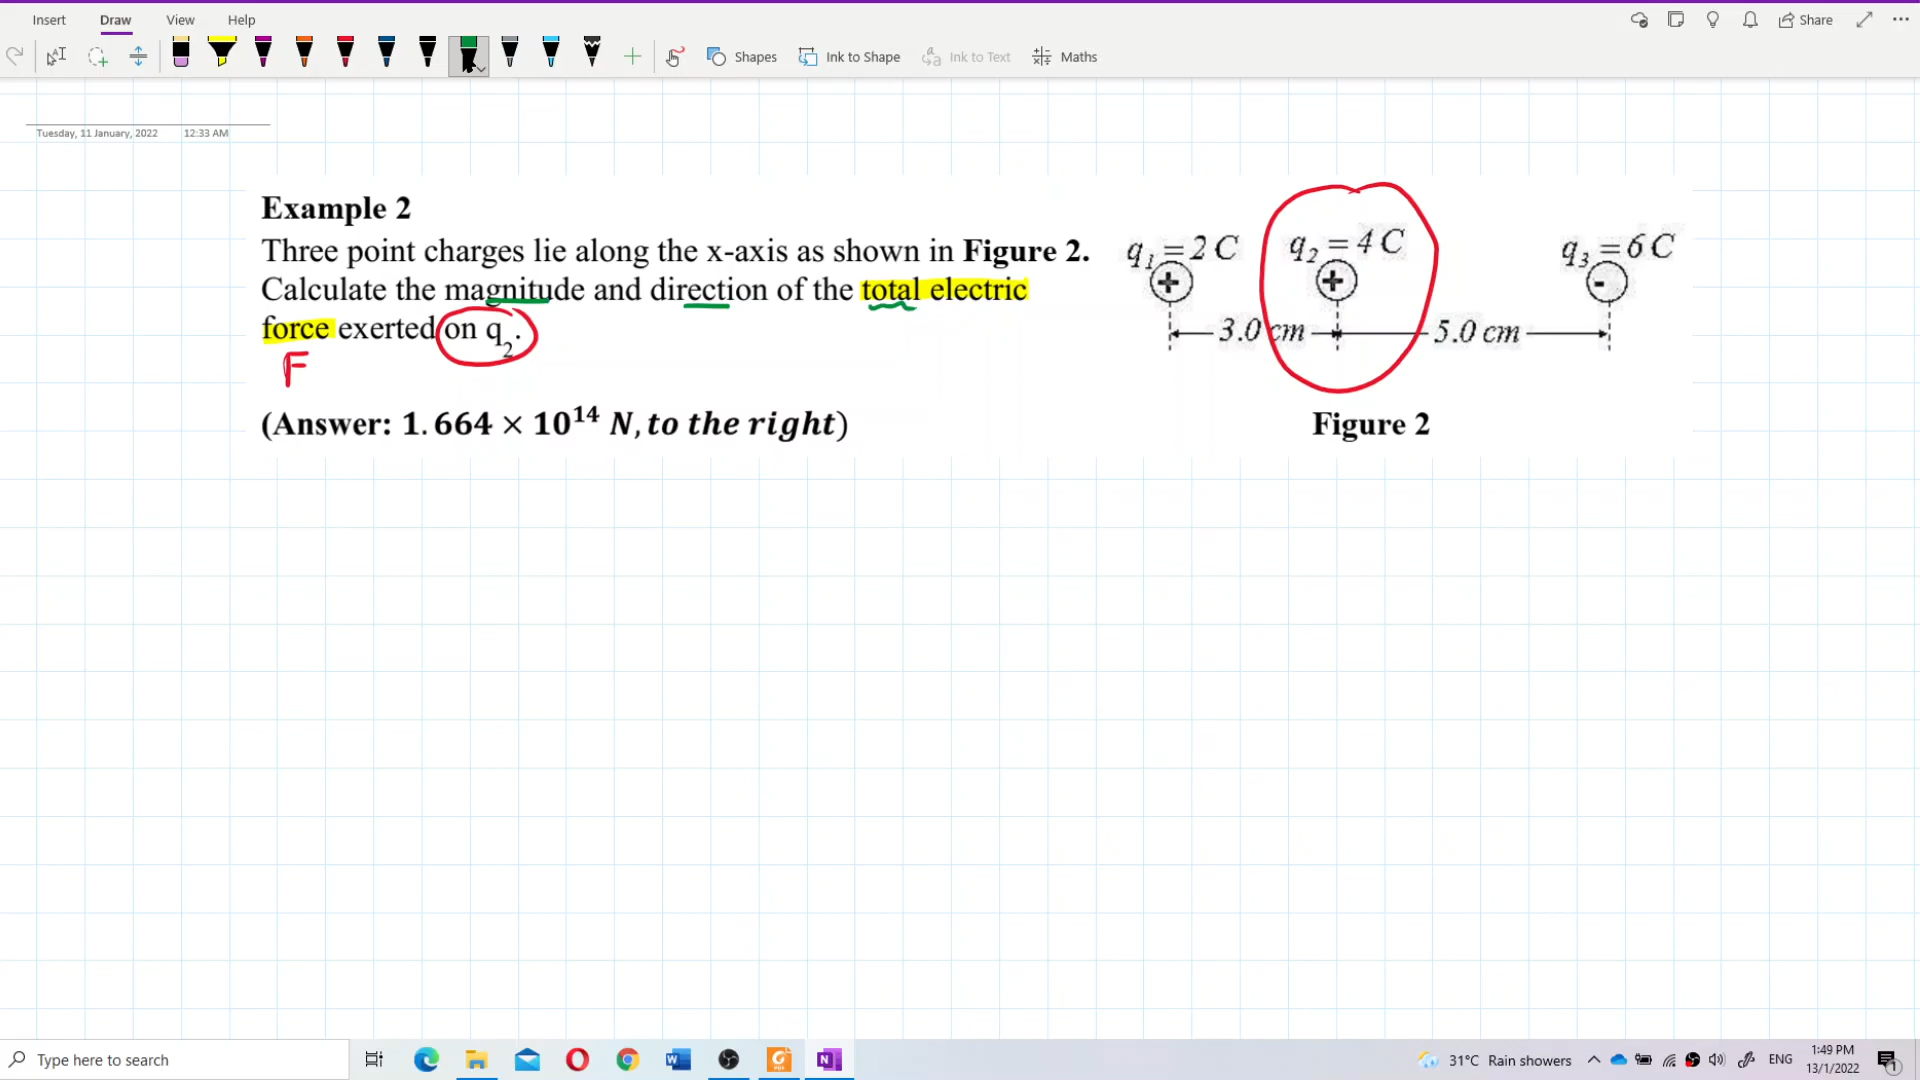 Insert Draw View Help
Share
Shapes Ink to Shape Ink to Text Maths
Tuesday, 11 January, 2022 12:33 AM
Example 2
Three point charges lie along the x-axis as shown in Figure 2.
Calculate the magnitude and direction of the total electric
force exerted on q₂.
F
(Answer: 1.664 × 10¹⁴ N, to the right)
q₁ = 2 C q₂ = 4 C q₃ = 6 C
+ + -
3.0 cm 5.0 cm
Figure 2
Type here to search
31°C Rain showers
ENG
1:49 PM
13/1/2022
1